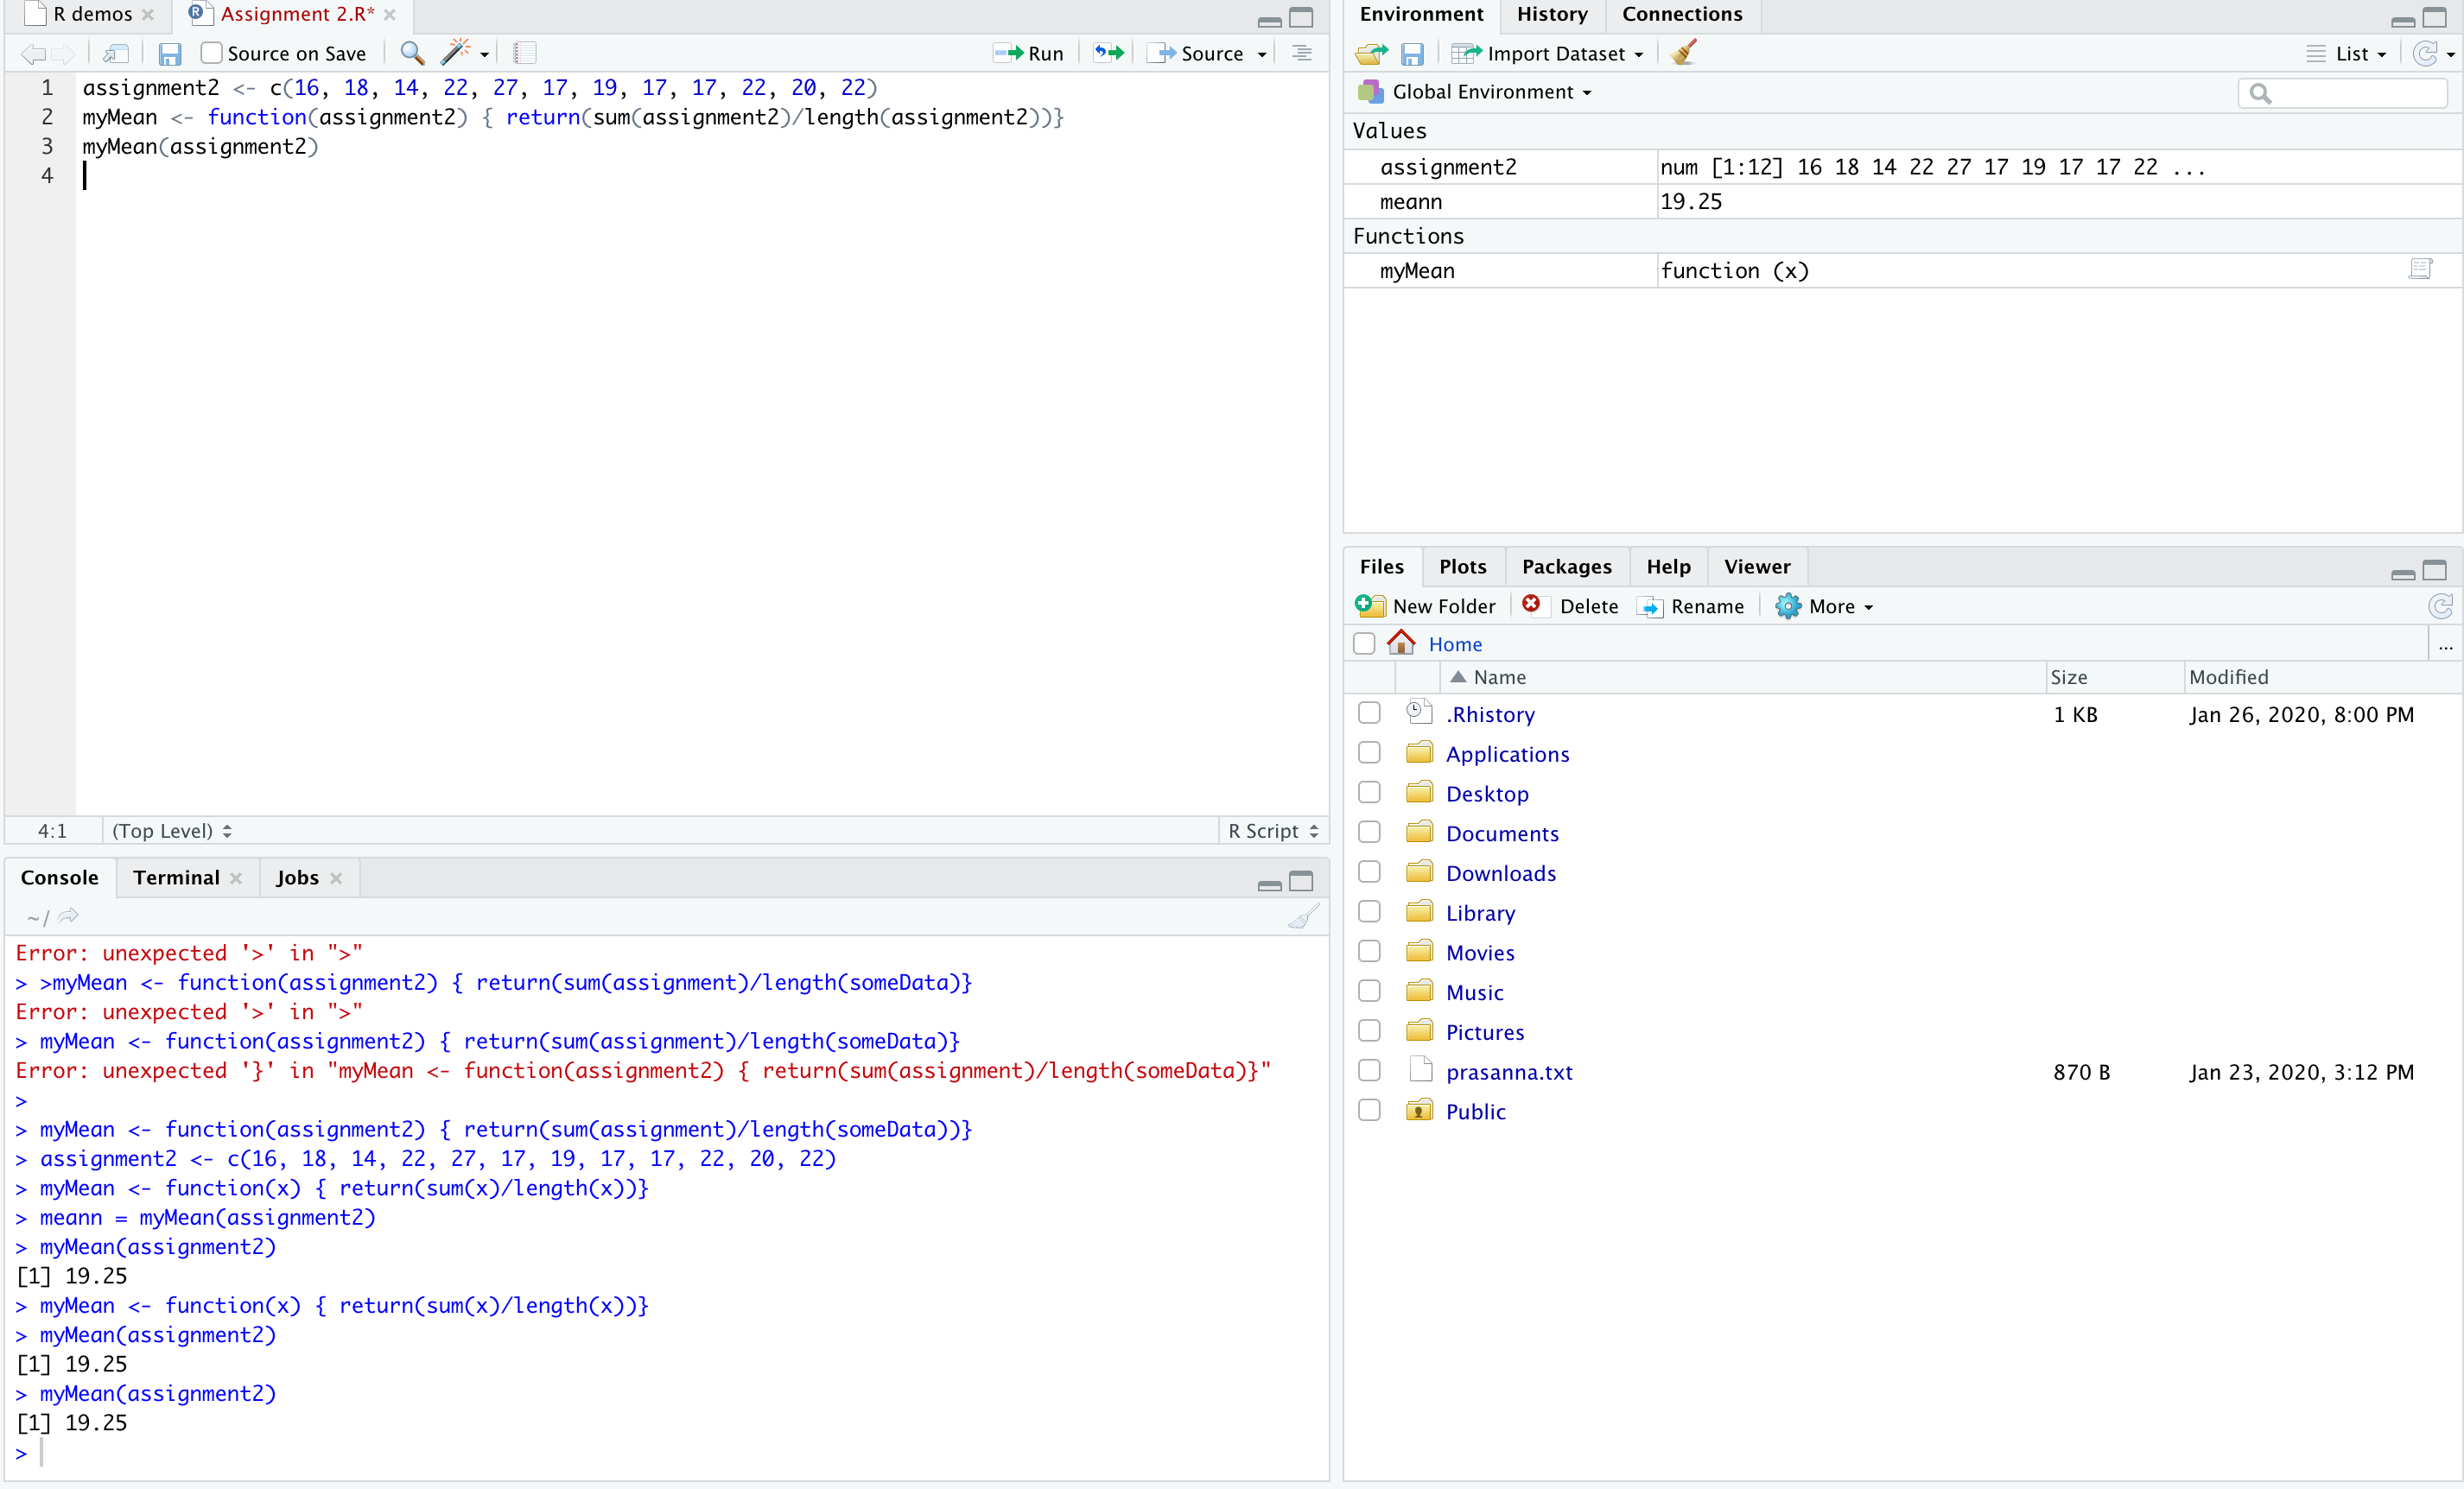 R demos
Assignment 2.R*
Source on Save
Run
Source
1 assignment2 <- c(16, 18, 14, 22, 27, 17, 19, 17, 17, 22, 20, 22)
2 myMean <- function(assignment2) { return(sum(assignment2)/length(assignment2))}
3 myMean(assignment2)
4
4:1 (Top Level) R Script
Console Terminal Jobs
~/
Error: unexpected '>' in ">"
> >myMean <- function(assignment2) { return(sum(assignment)/length(someData)}
Error: unexpected '>' in ">"
> myMean <- function(assignment2) { return(sum(assignment)/length(someData)}
Error: unexpected '}' in "myMean <- function(assignment2) { return(sum(assignment)/length(someData)}"
>
> myMean <- function(assignment2) { return(sum(assignment)/length(someData))}
> assignment2 <- c(16, 18, 14, 22, 27, 17, 19, 17, 17, 22, 20, 22)
> myMean <- function(x) { return(sum(x)/length(x))}
> meann = myMean(assignment2)
> myMean(assignment2)
[1] 19.25
> myMean <- function(x) { return(sum(x)/length(x))}
> myMean(assignment2)
[1] 19.25
> myMean(assignment2)
[1] 19.25
>
Environment History Connections
Import Dataset List
Global Environment
Values
assignment2 num [1:12] 16 18 14 22 27 17 19 17 17 22 ...
meann 19.25
Functions
myMean function (x)
Files Plots Packages Help Viewer
New Folder Delete Rename More
Home ...
Name Size Modified
.Rhistory 1 KB Jan 26, 2020, 8:00 PM
Applications
Desktop
Documents
Downloads
Library
Movies
Music
Pictures
prasanna.txt 870 B Jan 23, 2020, 3:12 PM
Public